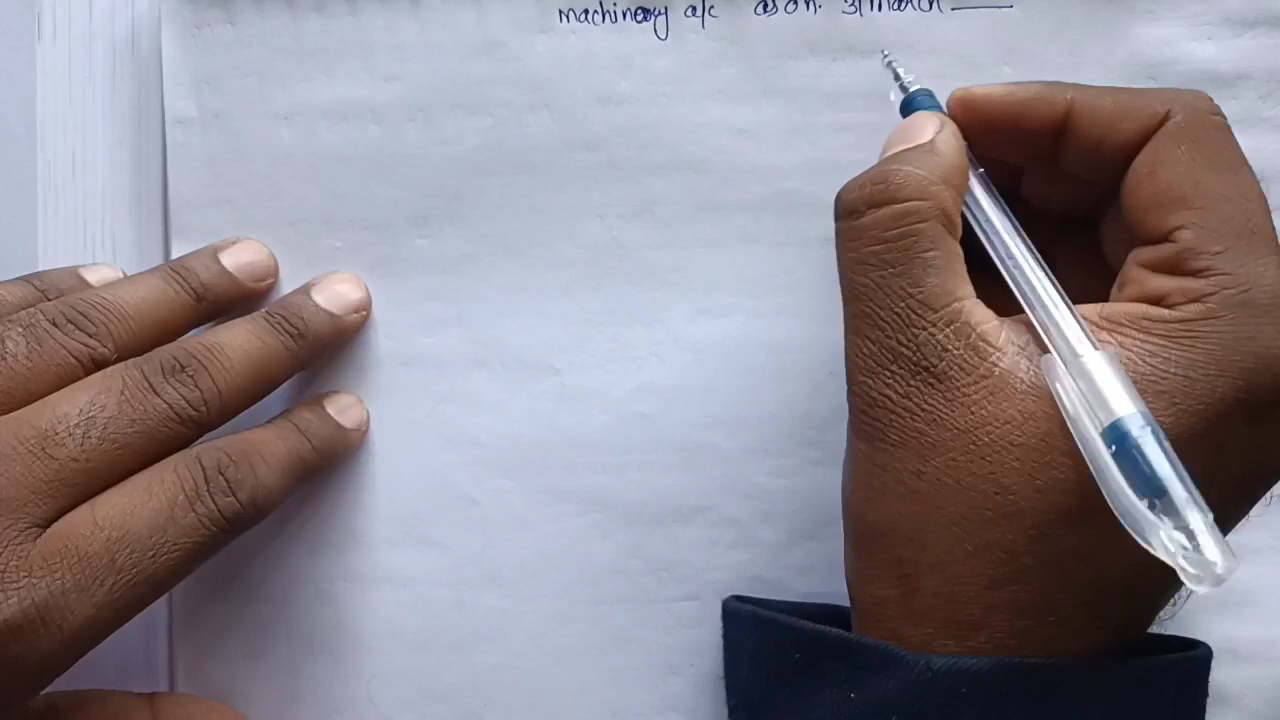 machinery a/c as on. 31 march ——